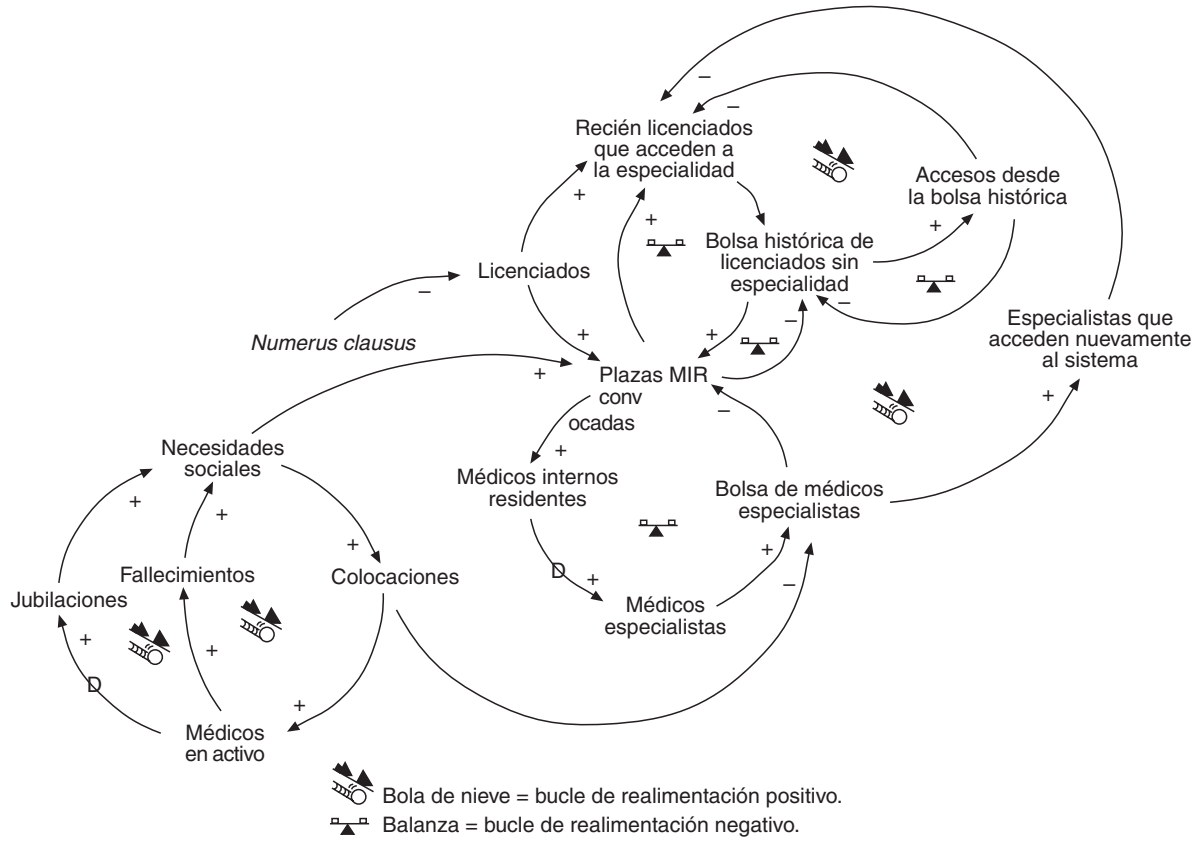 Recién licenciados
que acceden a
la especialidad
Accesos desde
la bolsa histórica
Bolsa histórica de
licenciados sin
especialidad
Licenciados
Numerus clausus
Especialistas que
acceden nuevamente
al sistema
Plazas MIR
conv
ocadas
Necesidades
sociales
Médicos internos
residentes
Bolsa de médicos
especialistas
Jubilaciones
Fallecimientos
Colocaciones
Médicos
especialistas
Médicos
en activo
–
–
+
+
+
–
–
+
+
–
+
+
–
+
+
+
+
+
D
+
+
–
+
+
D
+
Bola de nieve = bucle de realimentación positivo.
Balanza = bucle de realimentación negativo.